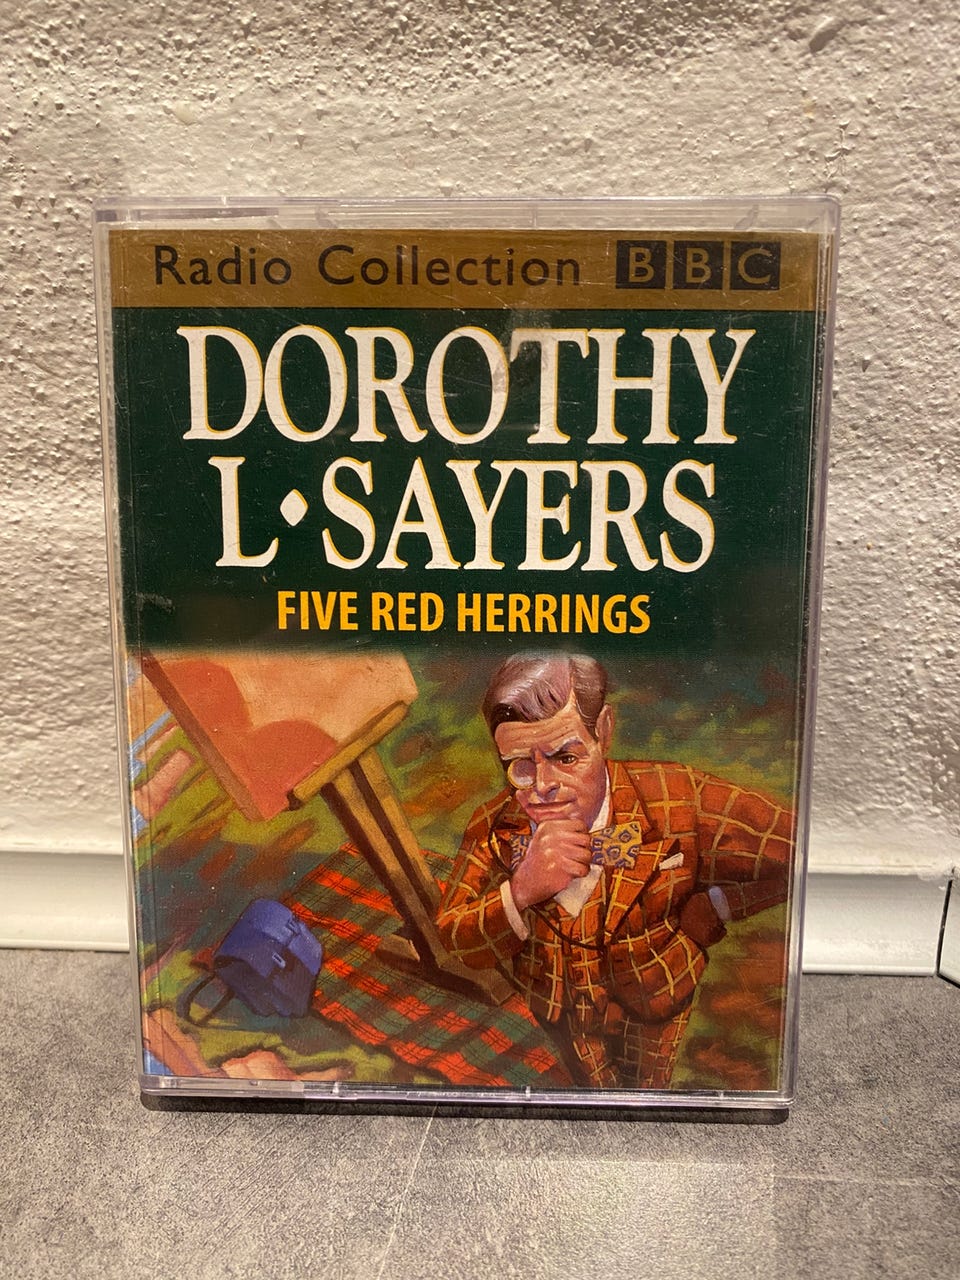 Radio Collection BBC
DOROTHY
L·SAYERS
FIVE RED HERRINGS